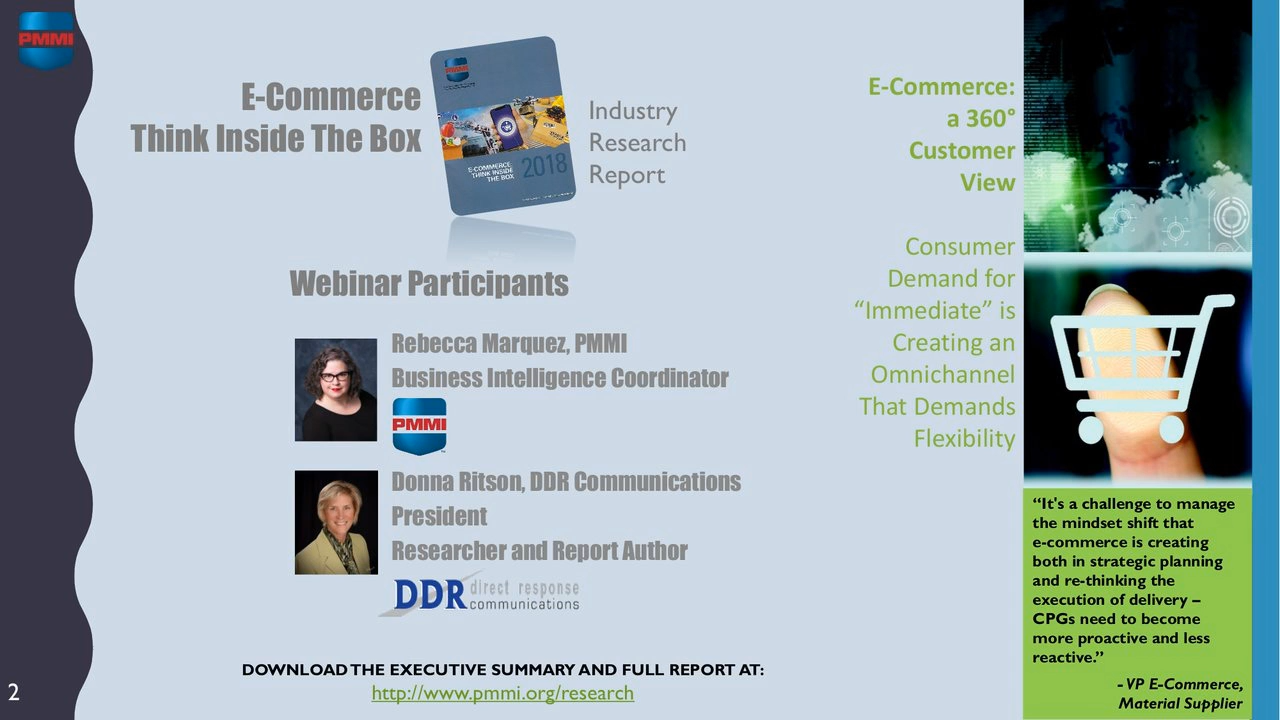 PMMI
E-Commerce
Think Inside The Box
E-COMMERCE:
THINK INSIDE
THE BOX
2018
Industry
Research
Report
Webinar Participants
Rebecca Marquez, PMMI
Business Intelligence Coordinator
PMMI
Donna Ritson, DDR Communications
President
Researcher and Report Author
DDR direct response
communications
DOWNLOAD THE EXECUTIVE SUMMARY AND FULL REPORT AT:
http://www.pmmi.org/research
2
E-Commerce:
a 360°
Customer
View
Consumer
Demand for
“Immediate” is
Creating an
Omnichannel
That Demands
Flexibility
“It's a challenge to manage
the mindset shift that
e-commerce is creating
both in strategic planning
and re-thinking the
execution of delivery –
CPGs need to become
more proactive and less
reactive.”
- VP E-Commerce,
Material Supplier